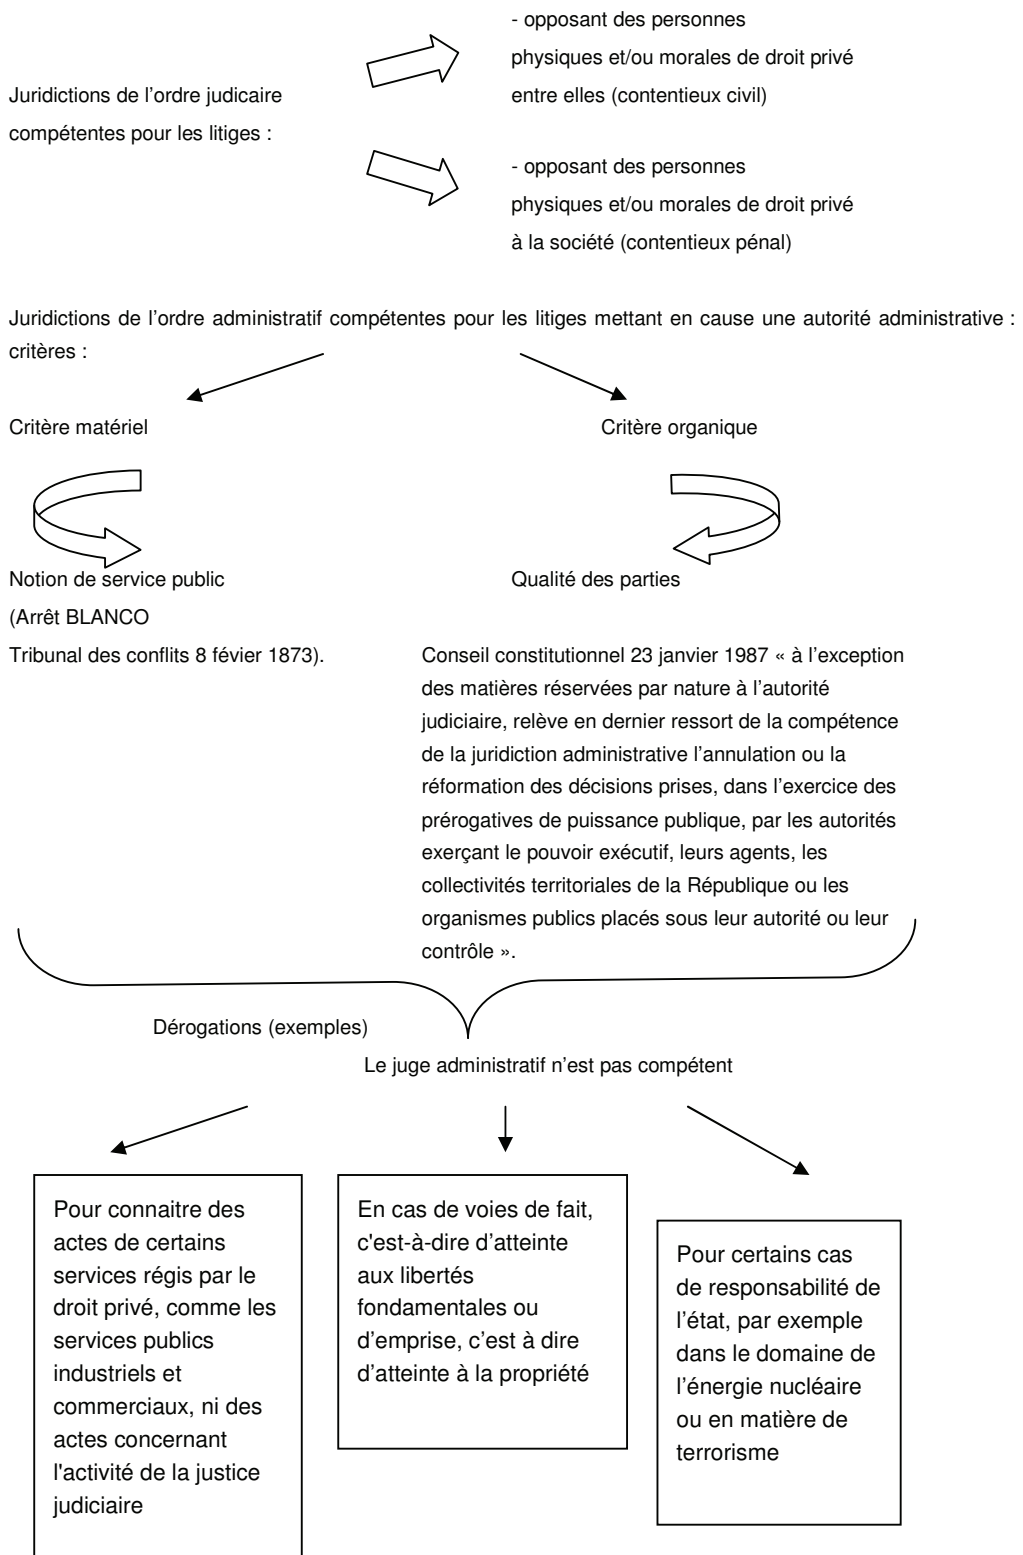 - opposant des personnes
physiques et/ou morales de droit privé
entre elles (contentieux civil)
Juridictions de l'ordre judicaire
compétentes pour les litiges :
- opposant des personnes
physiques et/ou morales de droit privé
à la société (contentieux pénal)
Juridictions de l'ordre administratif compétentes pour les litiges mettant en cause une autorité administrative :
critères :
Critère matériel
Critère organique
Notion de service public
(Arrêt BLANCO
Tribunal des conflits 8 févier 1873).
Qualité des parties
Conseil constitutionnel 23 janvier 1987 « à l'exception
des matières réservées par nature à l'autorité
judiciaire, relève en dernier ressort de la compétence
de la juridiction administrative l'annulation ou la
réformation des décisions prises, dans l'exercice des
prérogatives de puissance publique, par les autorités
exerçant le pouvoir exécutif, leurs agents, les
collectivités territoriales de la République ou les
organismes publics placés sous leur autorité ou leur
contrôle ».
Dérogations (exemples)
Le juge administratif n'est pas compétent
Pour connaitre des
actes de certains
services régis par le
droit privé, comme les
services publics
industriels et
commerciaux, ni des
actes concernant
l'activité de la justice
judiciaire
En cas de voies de fait,
c'est-à-dire d'atteinte
aux libertés
fondamentales ou
d'emprise, c'est à dire
d'atteinte à la propriété
Pour certains cas
de responsabilité de
l'état, par exemple
dans le domaine de
l'énergie nucléaire
ou en matière de
terrorisme